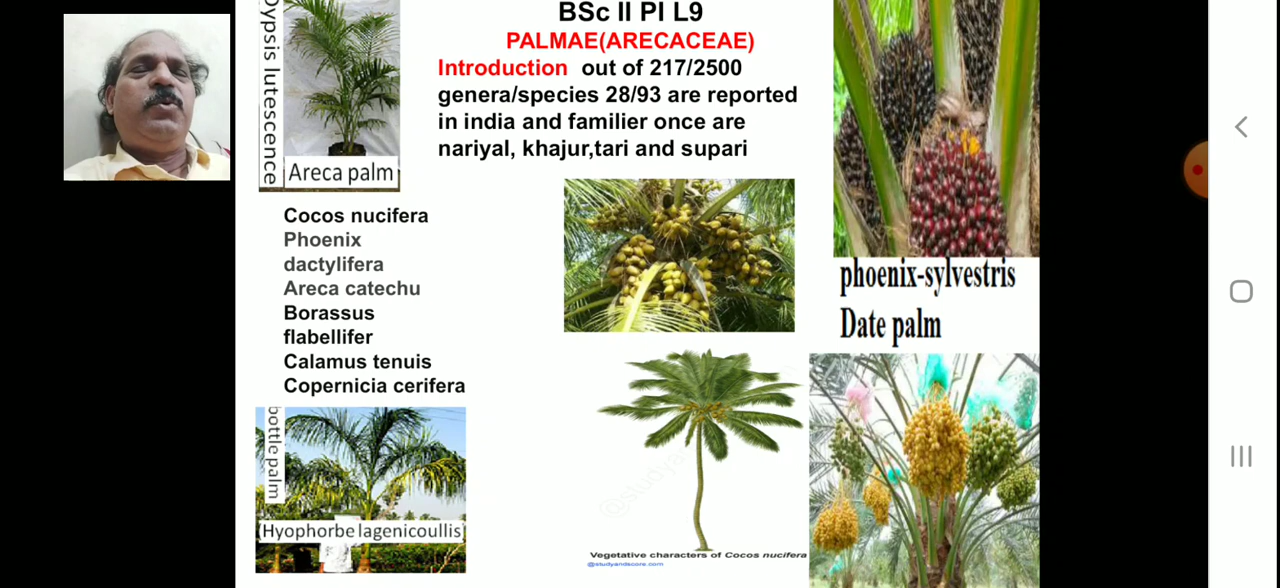 BSc II PI L9
PALMAE(ARECACEAE)
Introduction out of 217/2500
genera/species 28/93 are reported
in india and familier once are
nariyal, khajur,tari and supari
Dypsis lutescence
Areca palm
Cocos nucifera
Phoenix
dactylifera
Areca catechu
Borassus
flabellifer
Calamus tenuis
Copernicia cerifera
phoenix-sylvestris
Date palm
bottle palm
Hyophorbe lagenicoullis
@studyan
Vegetative characters of Cocos nucifera
@studyandscore.com